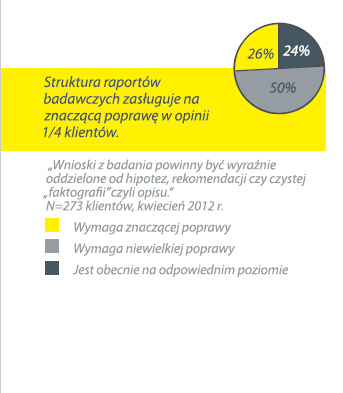 26% 24%
50%
Struktura raportów
badawczych zasługuje na
znaczącą poprawę w opinii
1/4 klientów.
„Wnioski z badania powinny być wyraźnie
oddzielone od hipotez, rekomendacji czy czystej
„faktografii”czyli opisu.“
N=273 klientów, kwiecień 2012 r.
Wymaga znaczącej poprawy
Wymaga niewielkiej poprawy
Jest obecnie na odpowiednim poziomie